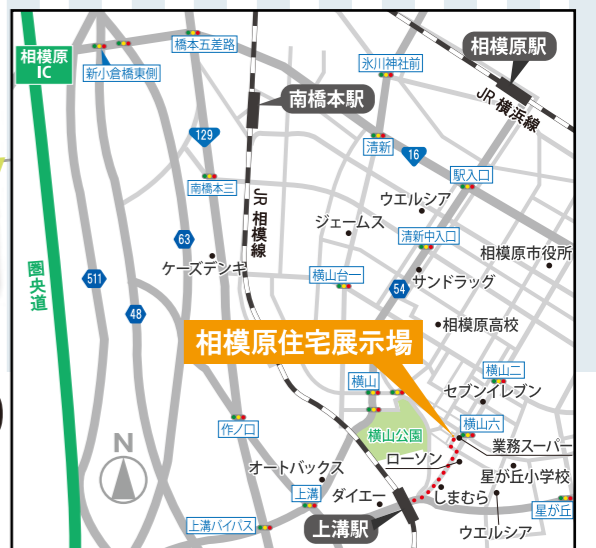 相模原
IC
新小倉橋東側
橋本五差路
氷川神社前
相模原駅
JR 横浜線
南橋本駅
129
清新
16
南橋本三
駅入口
ウエルシア
ジェームス
JR 相模線
清新中入口
63
ケーズデンキ
相模原市役所
圏央道
511
横山台一
サンドラッグ
54
48
相模原高校
相模原住宅展示場
横山二
横山
セブンイレブン
作ノ口
横山公園
横山六
業務スーパー
N
オートバックス
ローソン
星が丘小学校
上溝
ダイエー
しまむら
星が丘
上溝バイパス
上溝駅
ウエルシア